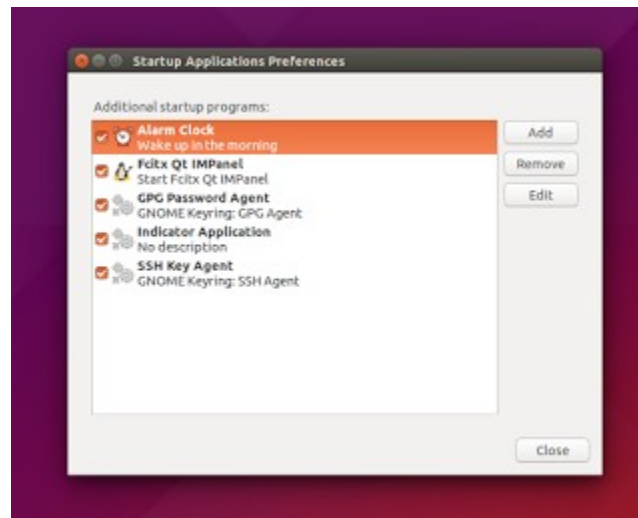 Startup Applications Preferences
Additional startup programs:
Alarm Clock
Wake up in the morning
Fcitx Qt IMPanel
Start Fcitx Qt IMPanel
GPG Password Agent
GNOME Keyring: GPG Agent
Indicator Application
No description
SSH Key Agent
GNOME Keyring: SSH Agent
Add
Remove
Edit
Close